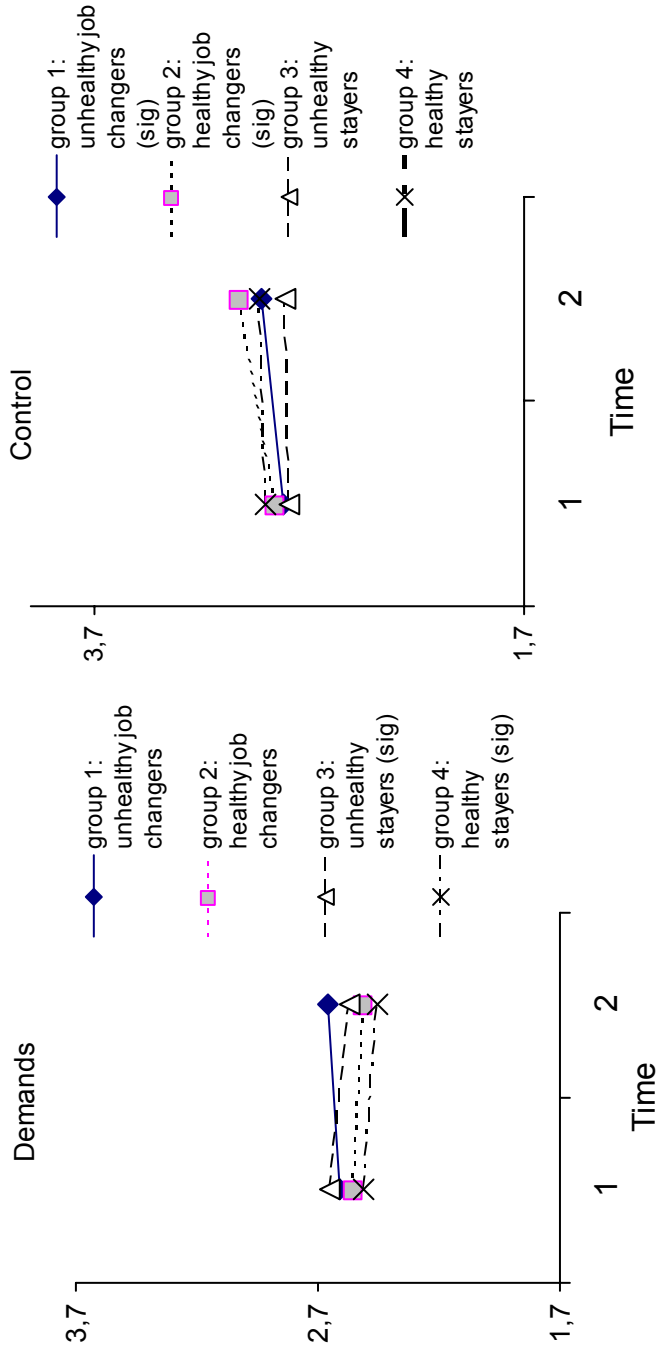 Demands
3,7
2,7
1,7
1
2
Time
group 1:
unhealthy job
changers
group 2:
healthy job
changers
group 3:
unhealthy
stayers (sig)
group 4:
healthy
stayers (sig)
Control
3,7
1,7
1
2
Time
group 1:
unhealthy job
changers
(sig)
group 2:
healthy job
changers
(sig)
group 3:
unhealthy
stayers
group 4:
healthy
stayers